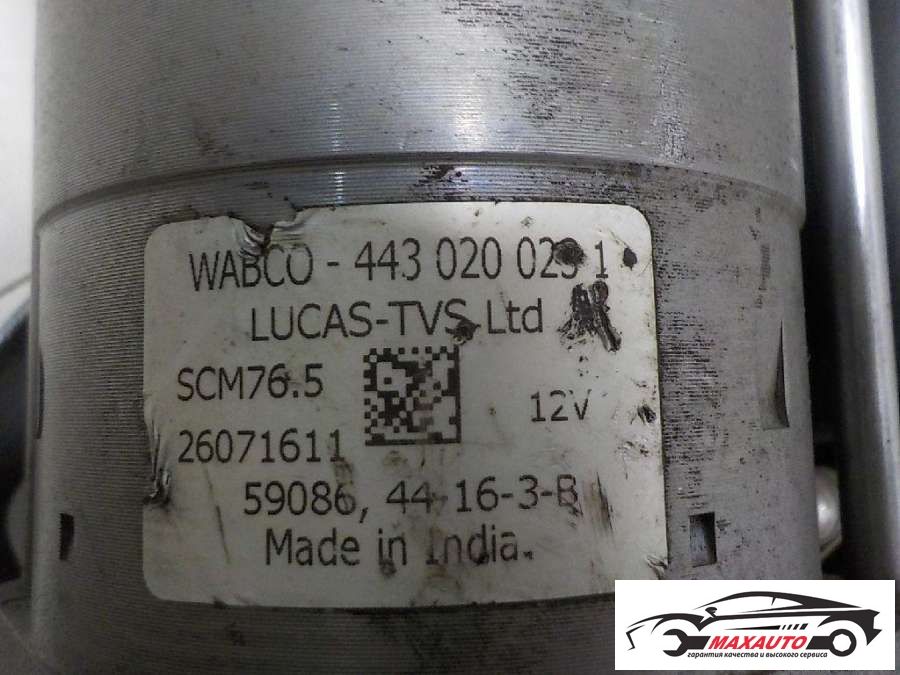 WABCO - 443 020 023 1
LUCAS-TVS Ltd
SCM76.5
12V
26071611
59086, 44-16-3-B
Made in India.
MAXAUTO
гарантия качества и высокого сервиса